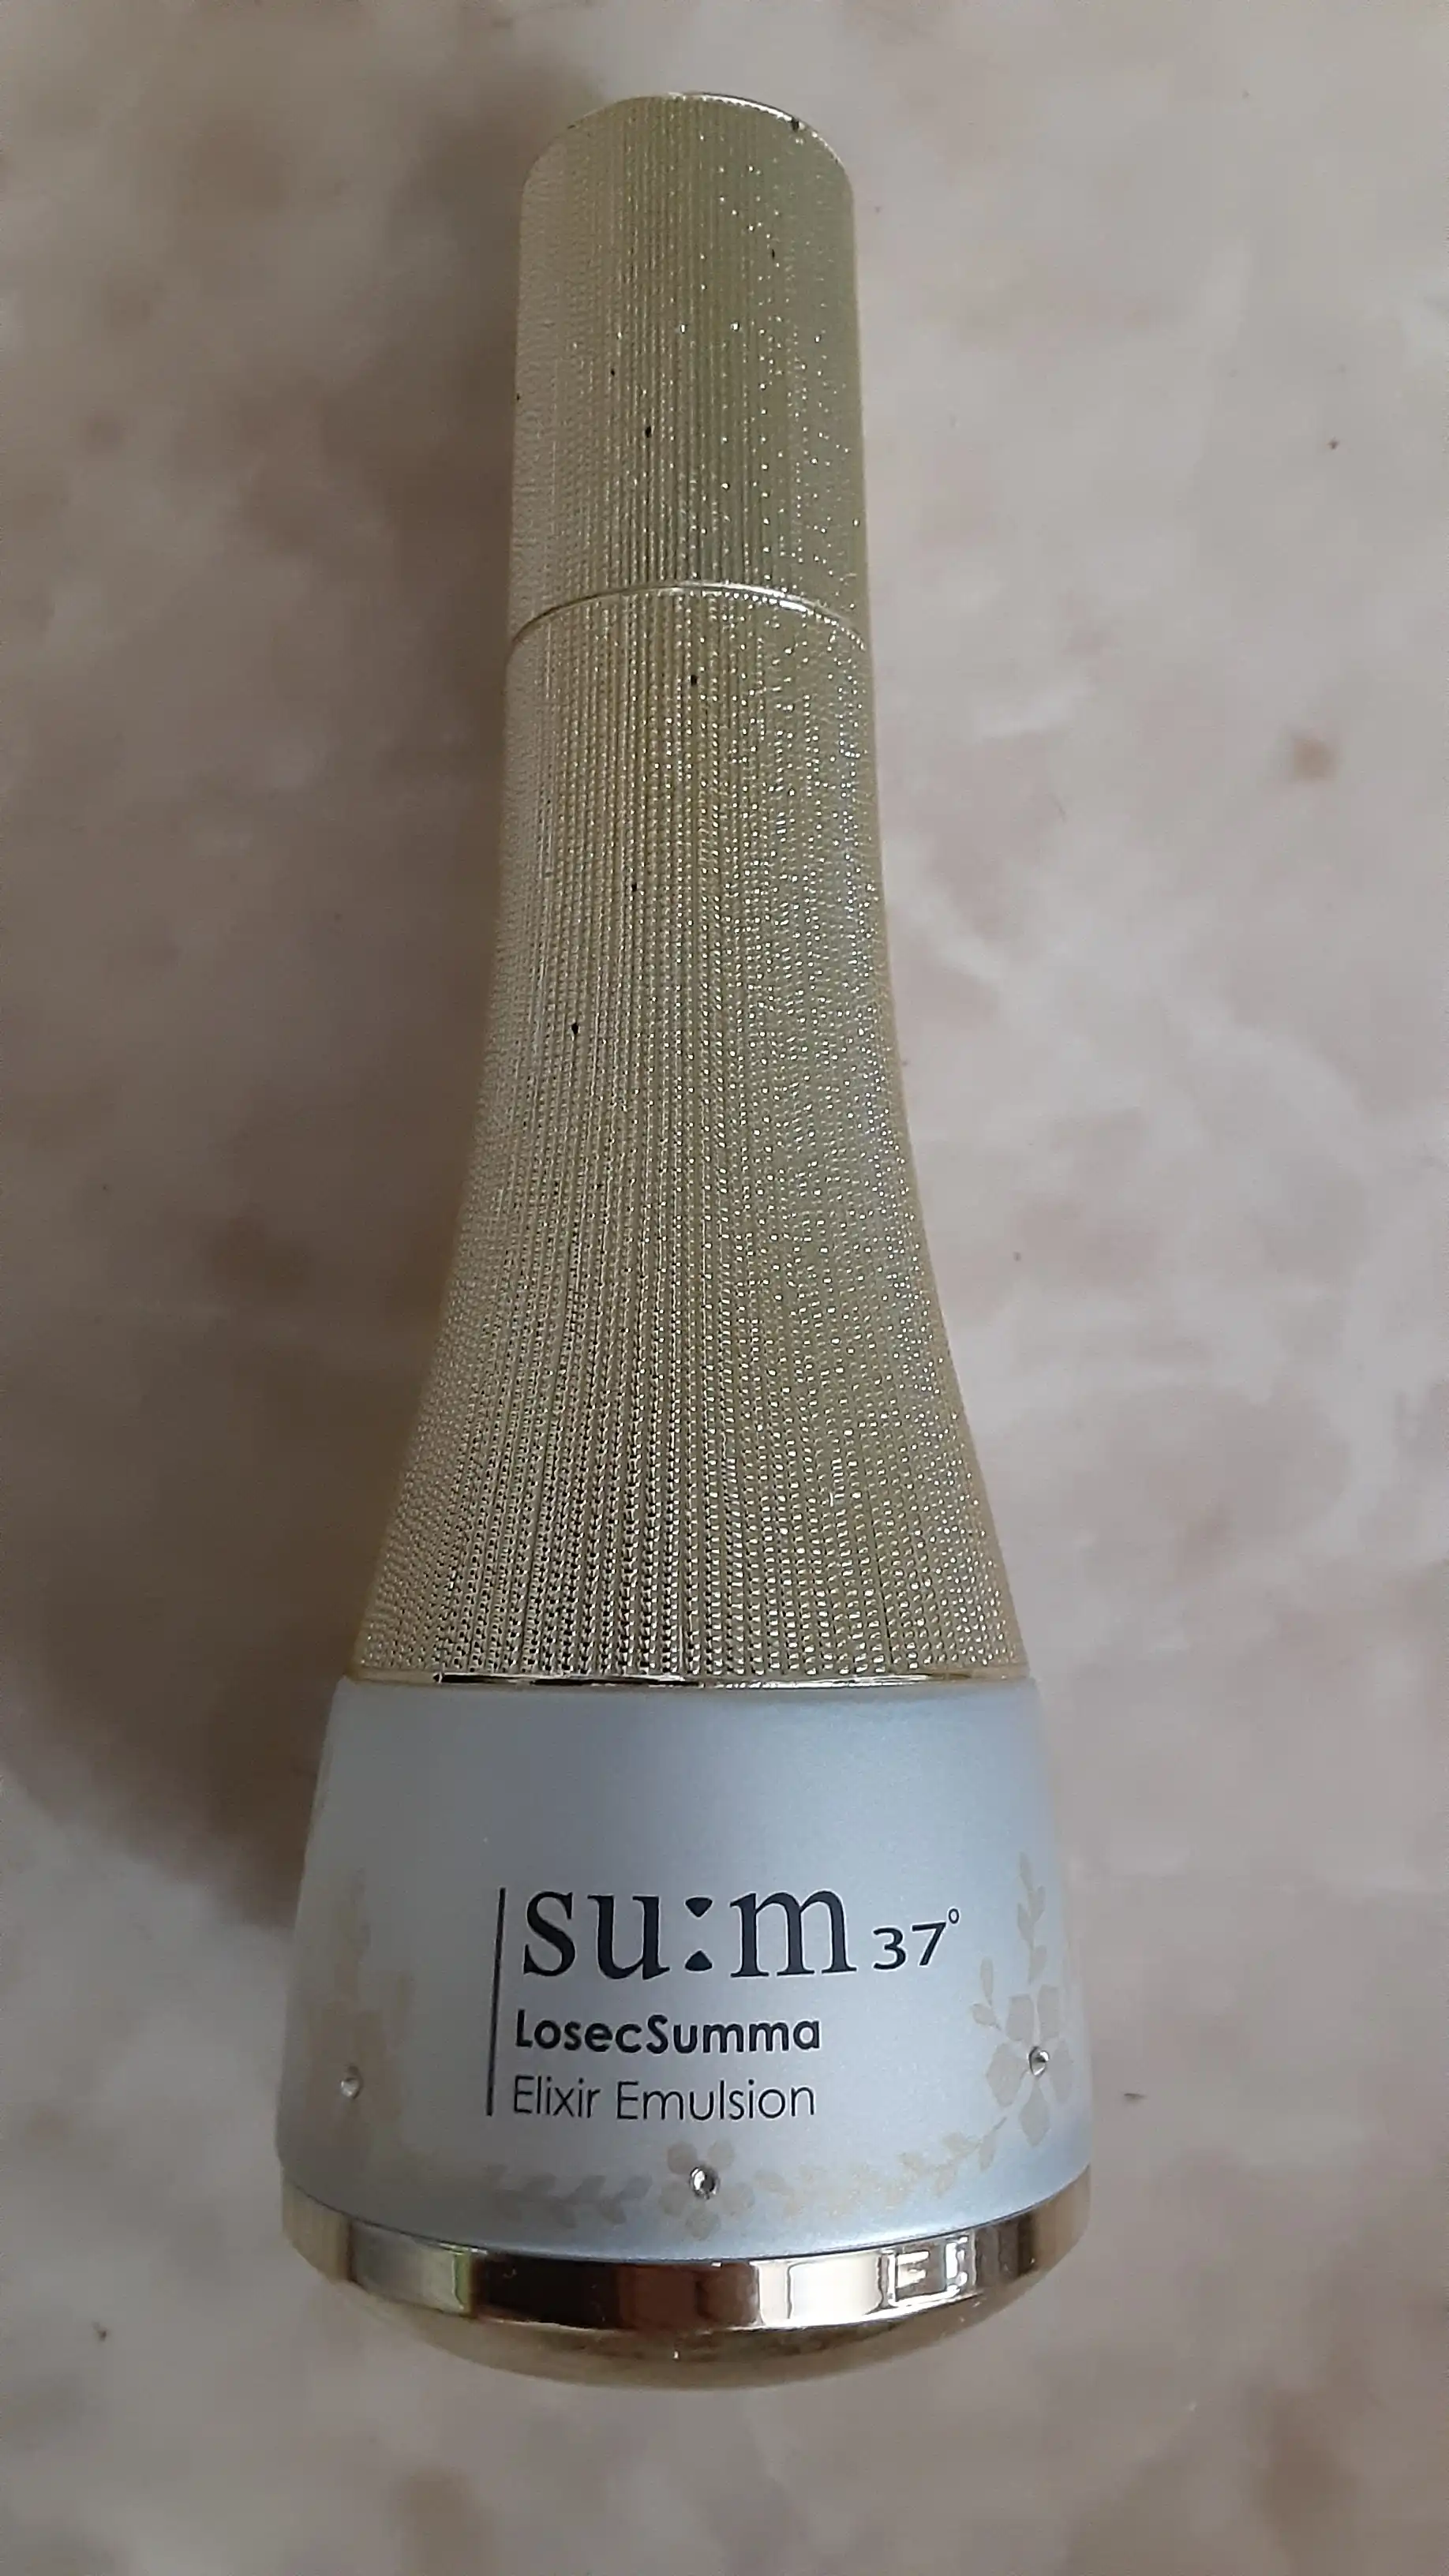 su:m 37°
LosecSumma
Elixir Emulsion